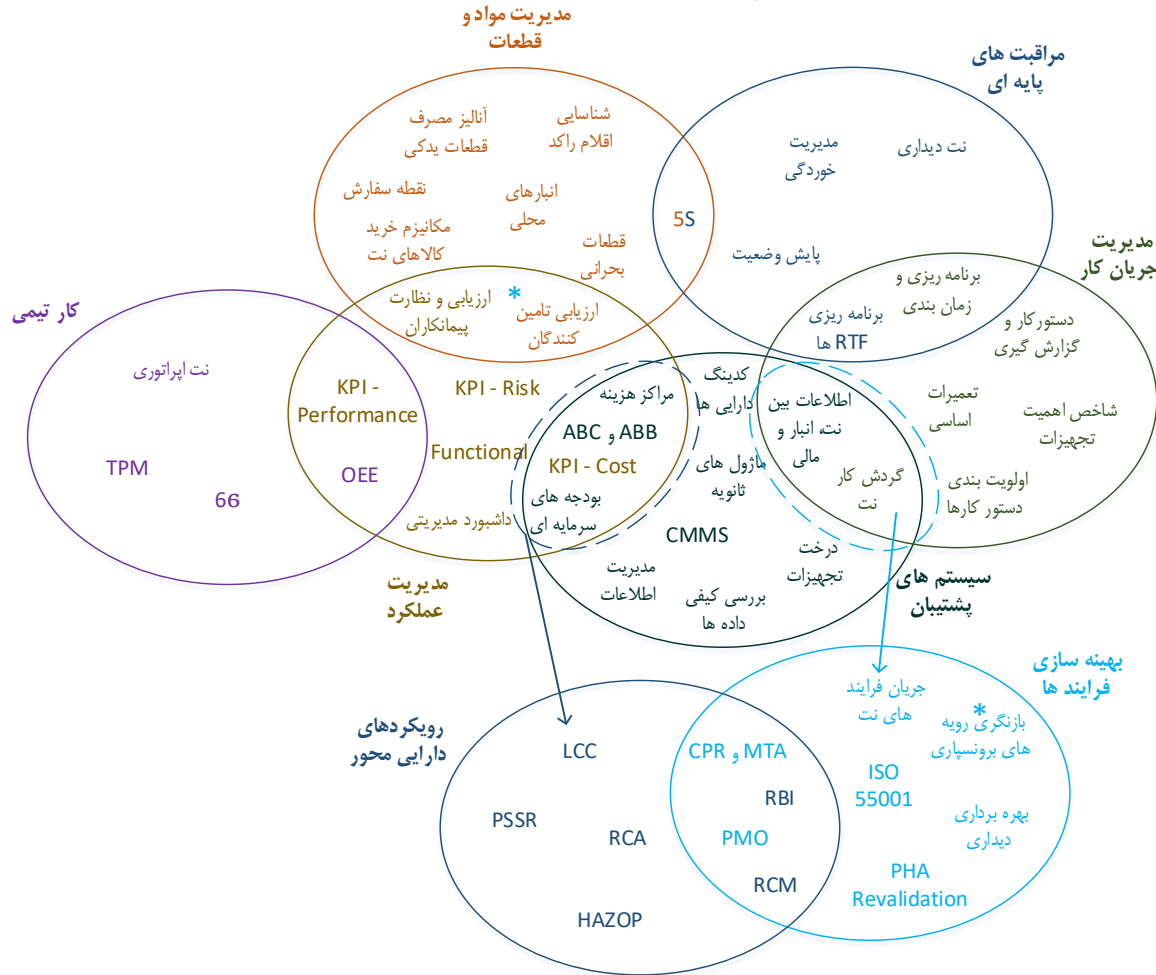 مدیریت مواد و
قطعات
مراقبت های
پایه ای
آنالیز مصرف
قطعات یدکی
شناسایی
اقلام راکد
نقطه سفارش
انبارهای
محلی
مکانیزم خرید
کالاهای نت
قطعات
بحرانی
5S
مدیریت
خوردگی
نت دیداری
پایش وضعیت
مدیریت
جریان کار
برنامه ریزی و
زمان بندی
برنامه ریزی
RTF ها
دستور کار و
گزارش گیری
تعمیرات
اساسی
شاخص اهمیت
تجهیزات
اولویت بندی
دستور کارها
کار تیمی
نت اپراتوری
TPM
66
KPI -
Performance
OEE
ارزیابی و نظارت
پیمانکاران
*
ارزیابی تامین
کنندگان
KPI - Risk
Functional
داشبورد مدیریتی
مدیریت
عملکرد
مراکز هزینه
ABC و ABB
KPI - Cost
بودجه های
سرمایه ای
کدینگ
دارایی ها
ماژول های
ثانویه
CMMS
مدیریت
اطلاعات
بررسی کیفی
داده ها
درخت
تجهیزات
اطلاعات بین
نت، انبار و
مالی
گردش کار
نت
سیستم های
پشتیبان
بهینه سازی
فرایند ها
جریان فرایند
های نت
*
بازنگری رویه
های برونسپاری
ISO
55001
بهره برداری
دیداری
PHA
Revalidation
CPR و MTA
RBI
PMO
RCM
رویکردهای
دارایی محور
LCC
PSSR
RCA
HAZOP